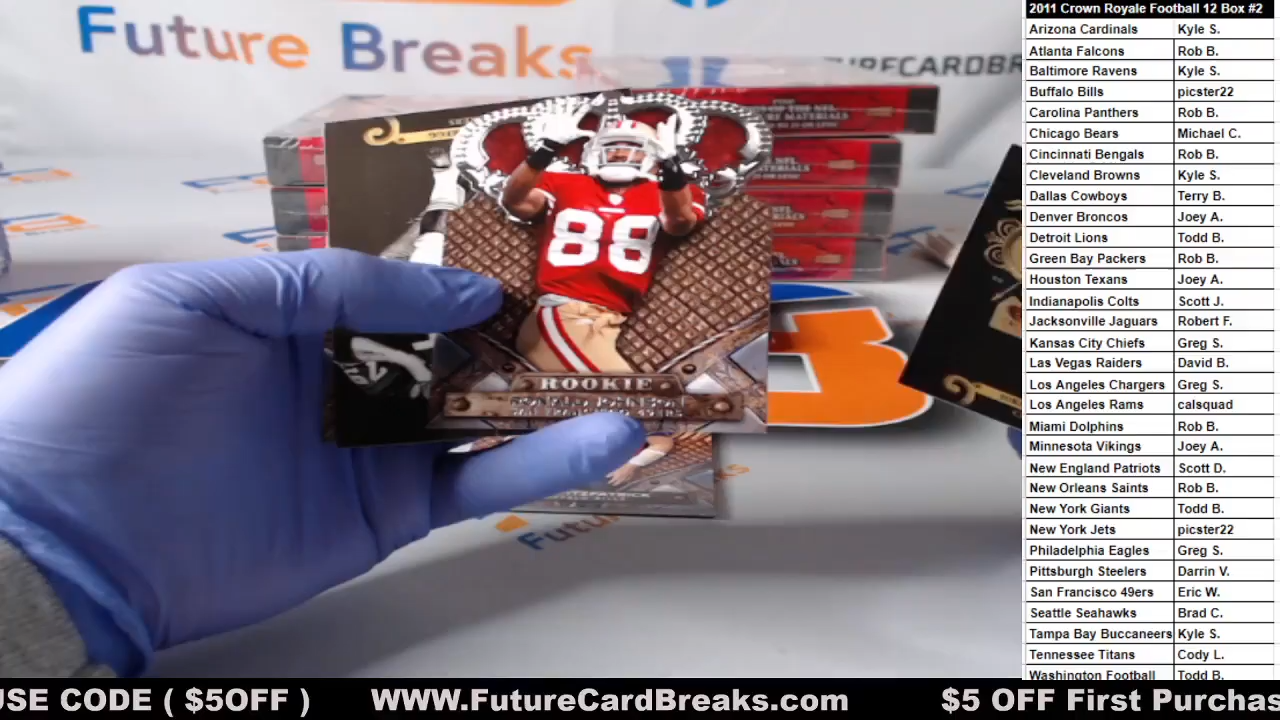 Future Breaks
FUTURECARDBR
88
ROOKIE
2011 Crown Royale Football 12 Box #2
Arizona Cardinals Kyle S.
Atlanta Falcons Rob B.
Baltimore Ravens Kyle S.
Buffalo Bills picster22
Carolina Panthers Rob B.
Chicago Bears Michael C.
Cincinnati Bengals Rob B.
Cleveland Browns Kyle S.
Dallas Cowboys Terry B.
Denver Broncos Joey A.
Detroit Lions Todd B.
Green Bay Packers Rob B.
Houston Texans Joey A.
Indianapolis Colts Scott J.
Jacksonville Jaguars Robert F.
Kansas City Chiefs Greg S.
Las Vegas Raiders David B.
Los Angeles Chargers Greg S.
Los Angeles Rams calsquad
Miami Dolphins Rob B.
Minnesota Vikings Joey A.
New England Patriots Scott D.
New Orleans Saints Rob B.
New York Giants Todd B.
New York Jets picster22
Philadelphia Eagles Greg S.
Pittsburgh Steelers Darrin V.
San Francisco 49ers Eric W.
Seattle Seahawks Brad C.
Tampa Bay Buccaneers Kyle S.
Tennessee Titans Cody L.
Washington Football Todd B.
USE CODE ( $5OFF ) WWW.FutureCardBreaks.com $5 OFF First Purchas